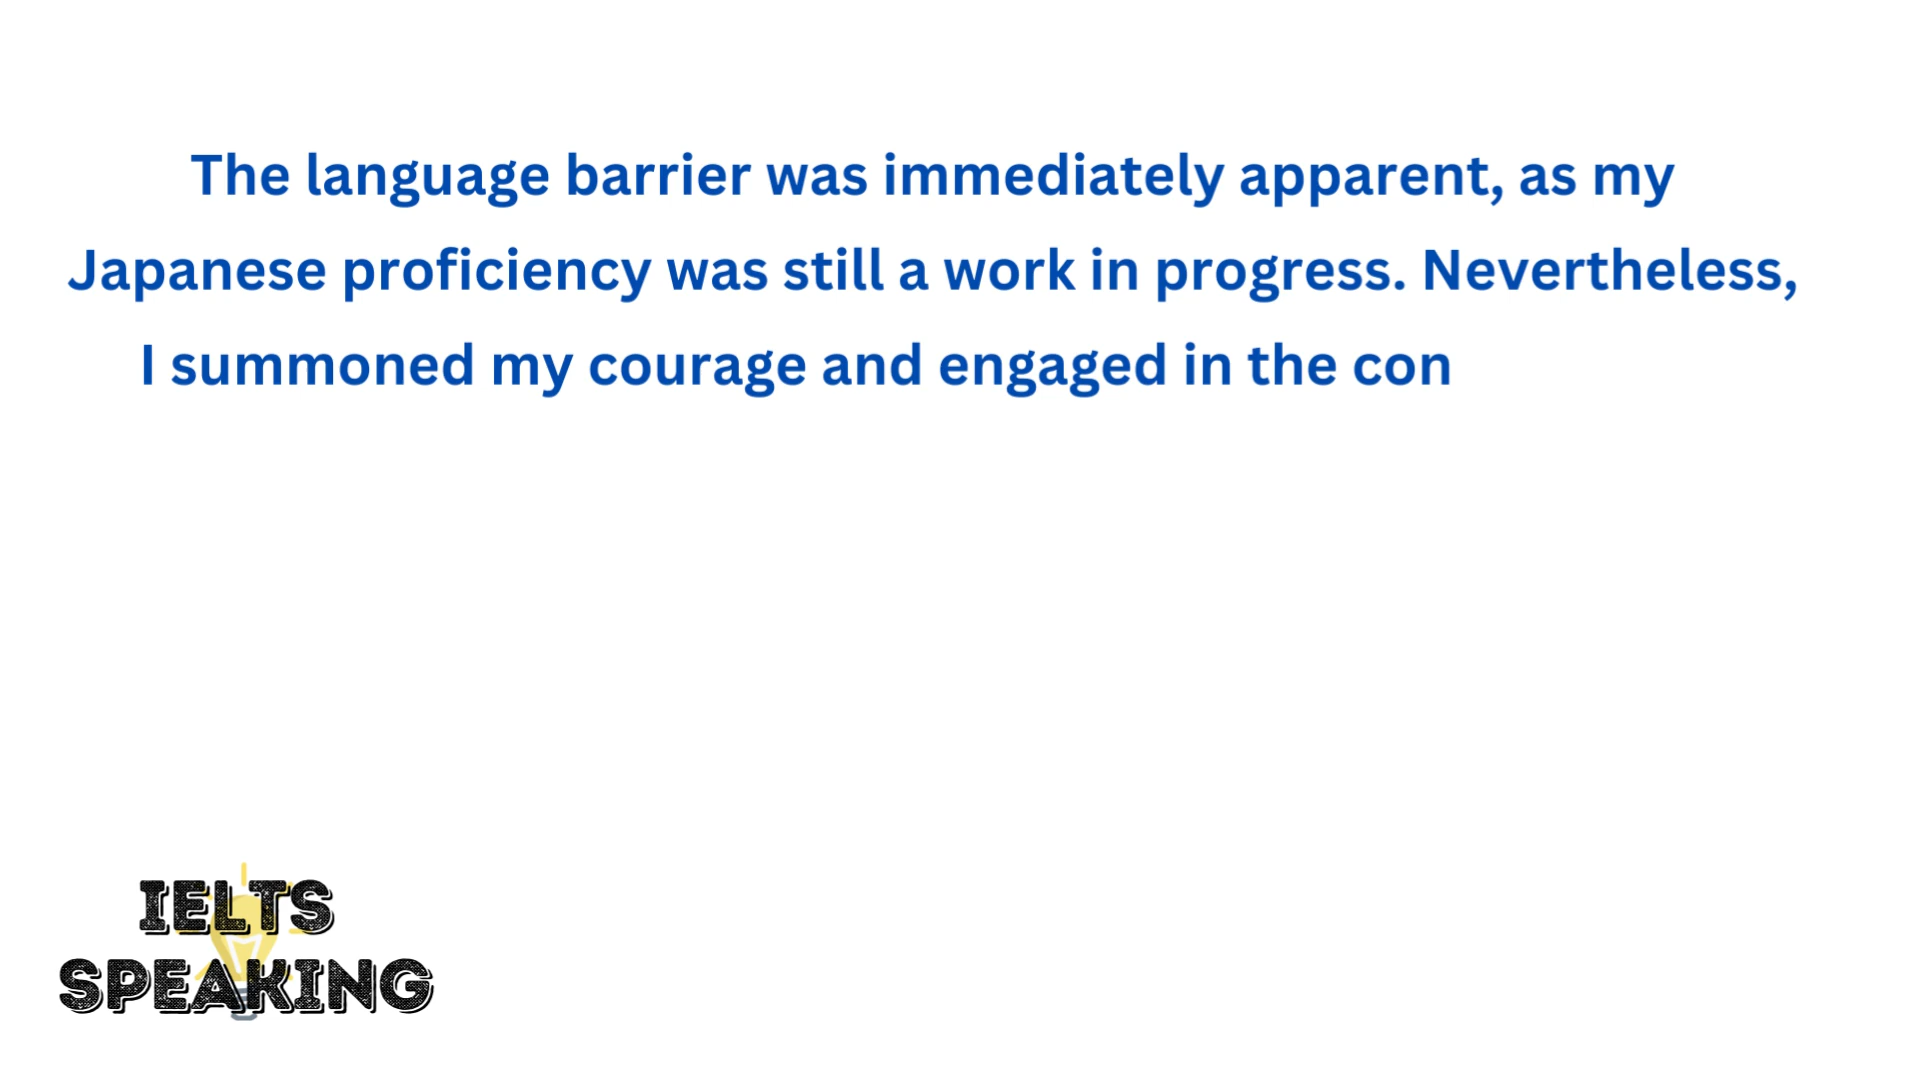 The language barrier was immediately apparent, as my
Japanese proficiency was still a work in progress. Nevertheless,
I summoned my courage and engaged in the con
IELTS
SPEAKING